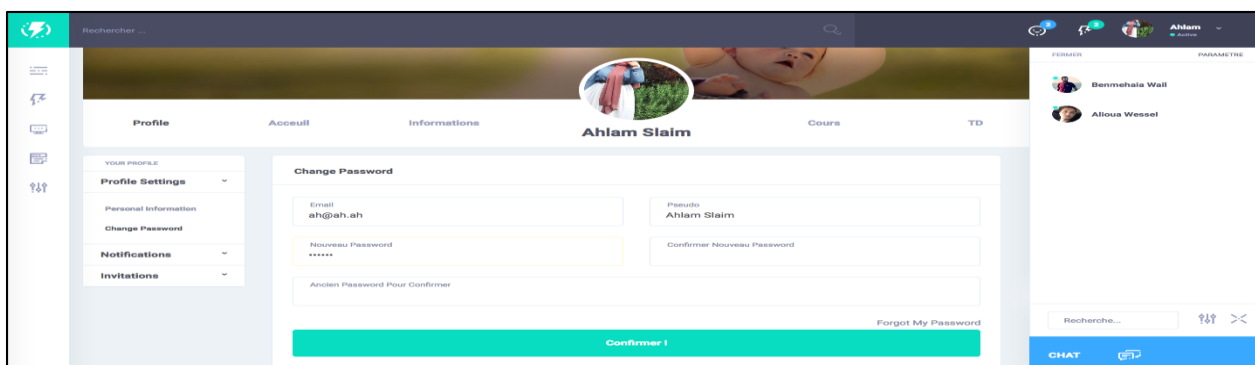 Rechercher ...
2
2
Ahlam
Active
FERMER
PARAMETRE
Benmehaia Wail
Alloua Wessel
Profile
Acceuil
Informations
Ahlam Slaim
Cours
TD
YOUR PROFILE
Profile Settings
Personal Information
Change Password
Notifications
Invitations
Change Password
Email
ah@ah.ah
Pseudo
Ahlam Slaim
Nouveau Password
••••••
Confirmer Nouveau Password
Ancien Password Pour Confirmer
Forgot My Password
Confirmer !
Recherche...
CHAT